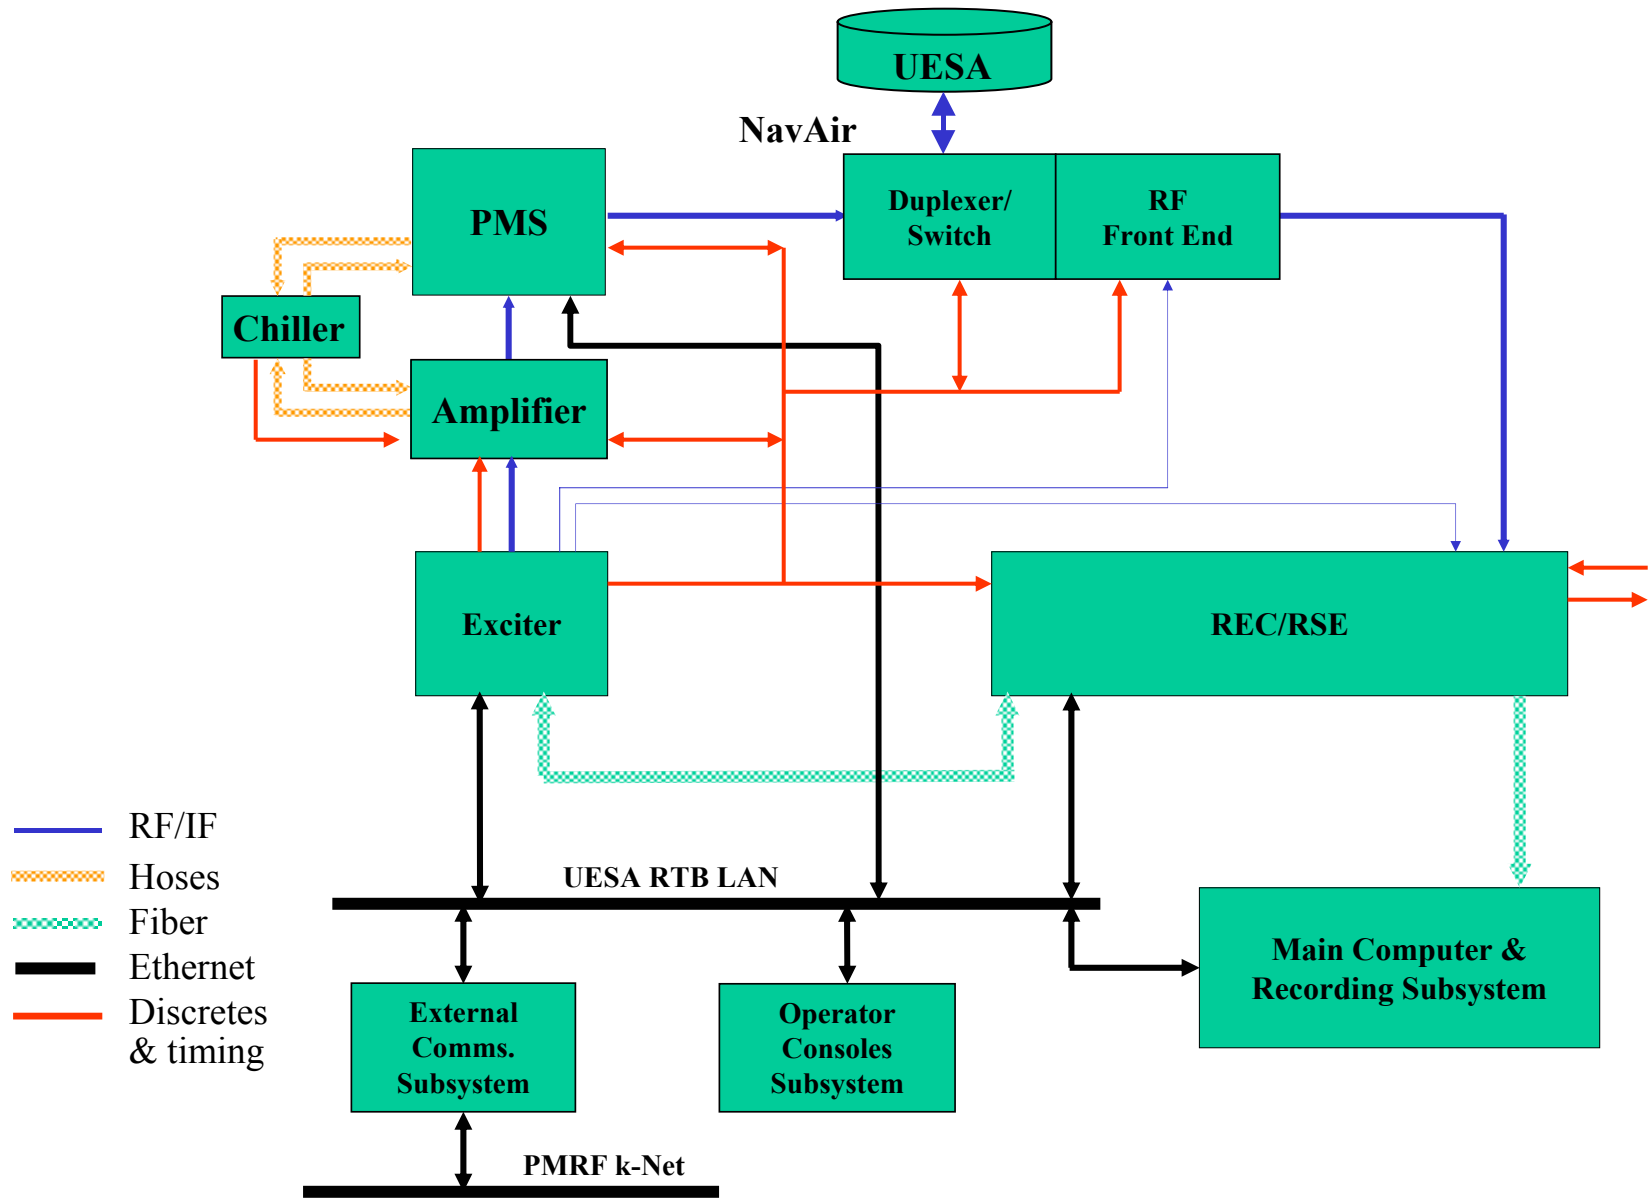 UESA
NavAir
PMS
Duplexer/
Switch
RF
Front End
Chiller
Amplifier
Exciter
REC/RSE
RF/IF
Hoses
Fiber
Ethernet
Discretes
& timing
UESA RTB LAN
Main Computer &
Recording Subsystem
External
Comms.
Subsystem
Operator
Consoles
Subsystem
PMRF k-Net